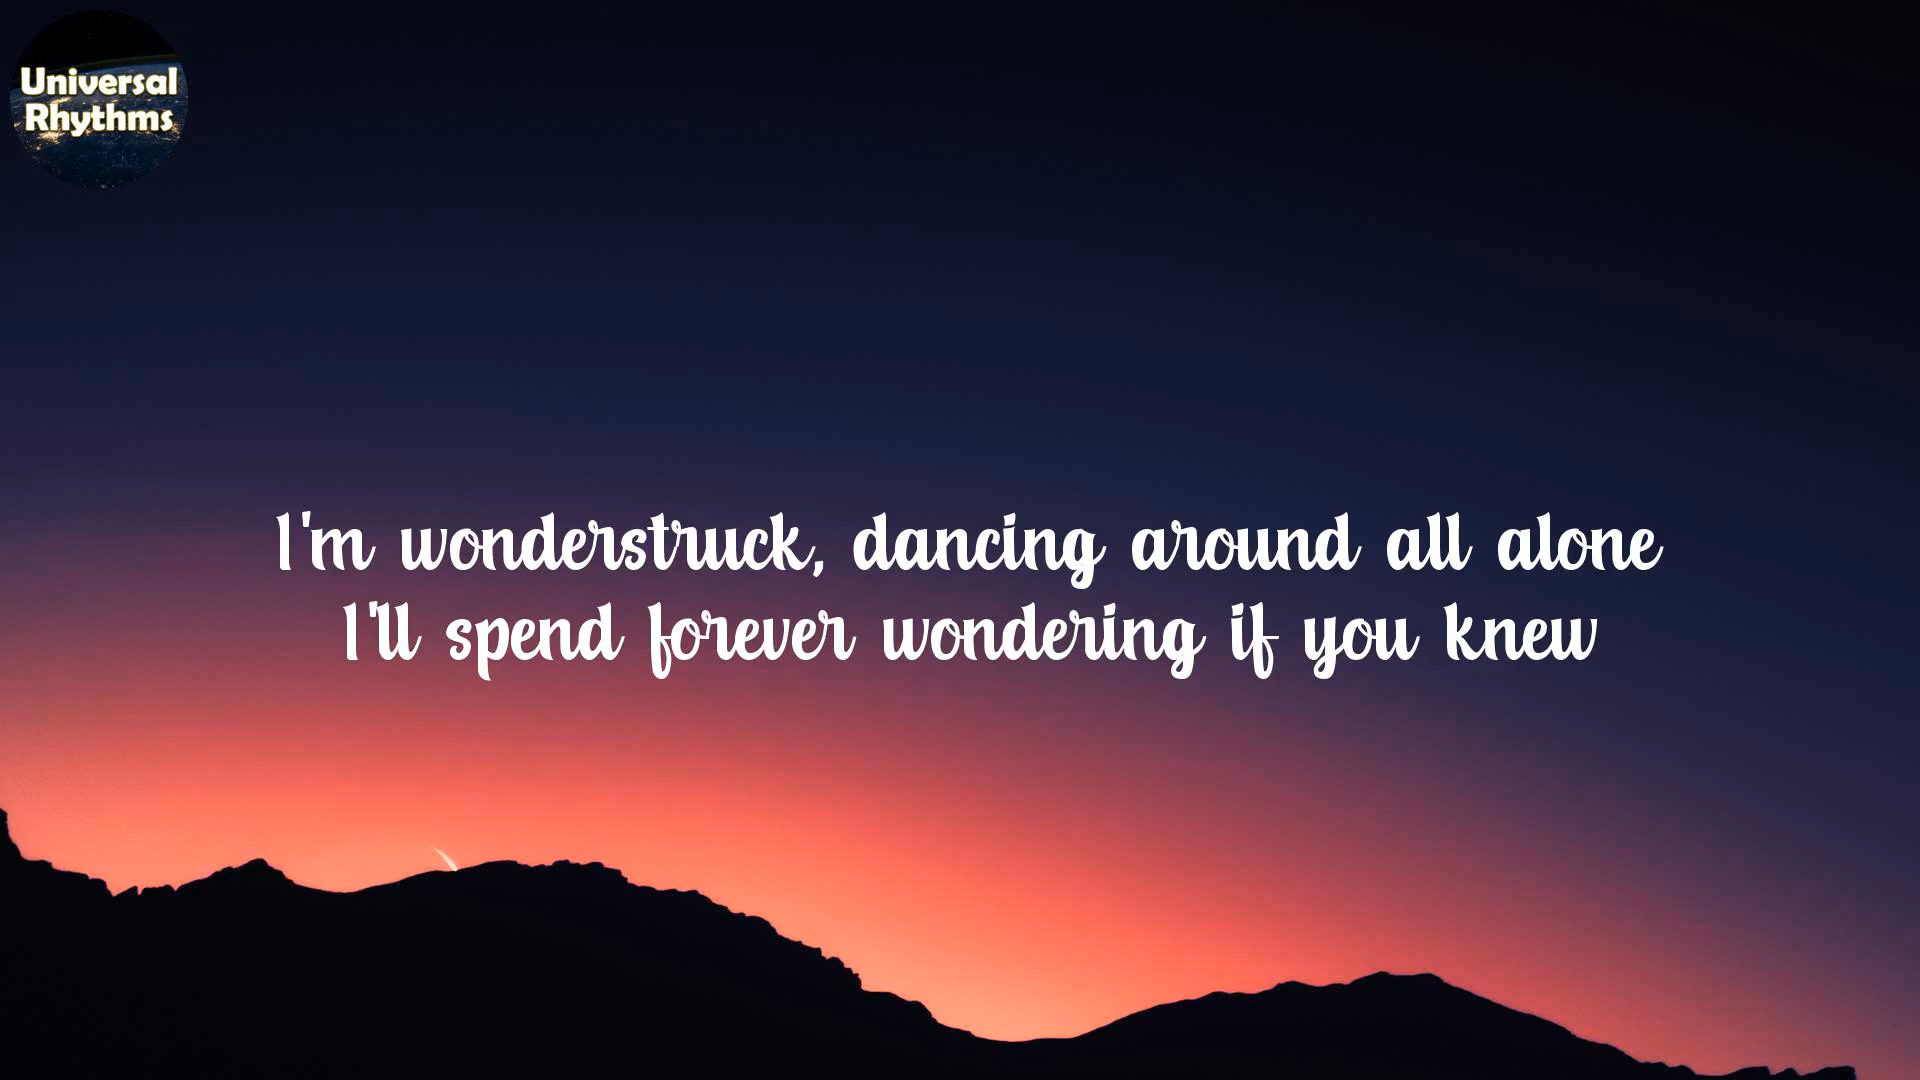 Universal
Rhythms
I'm wonderstruck, dancing around all alone
I'll spend forever wondering if you knew